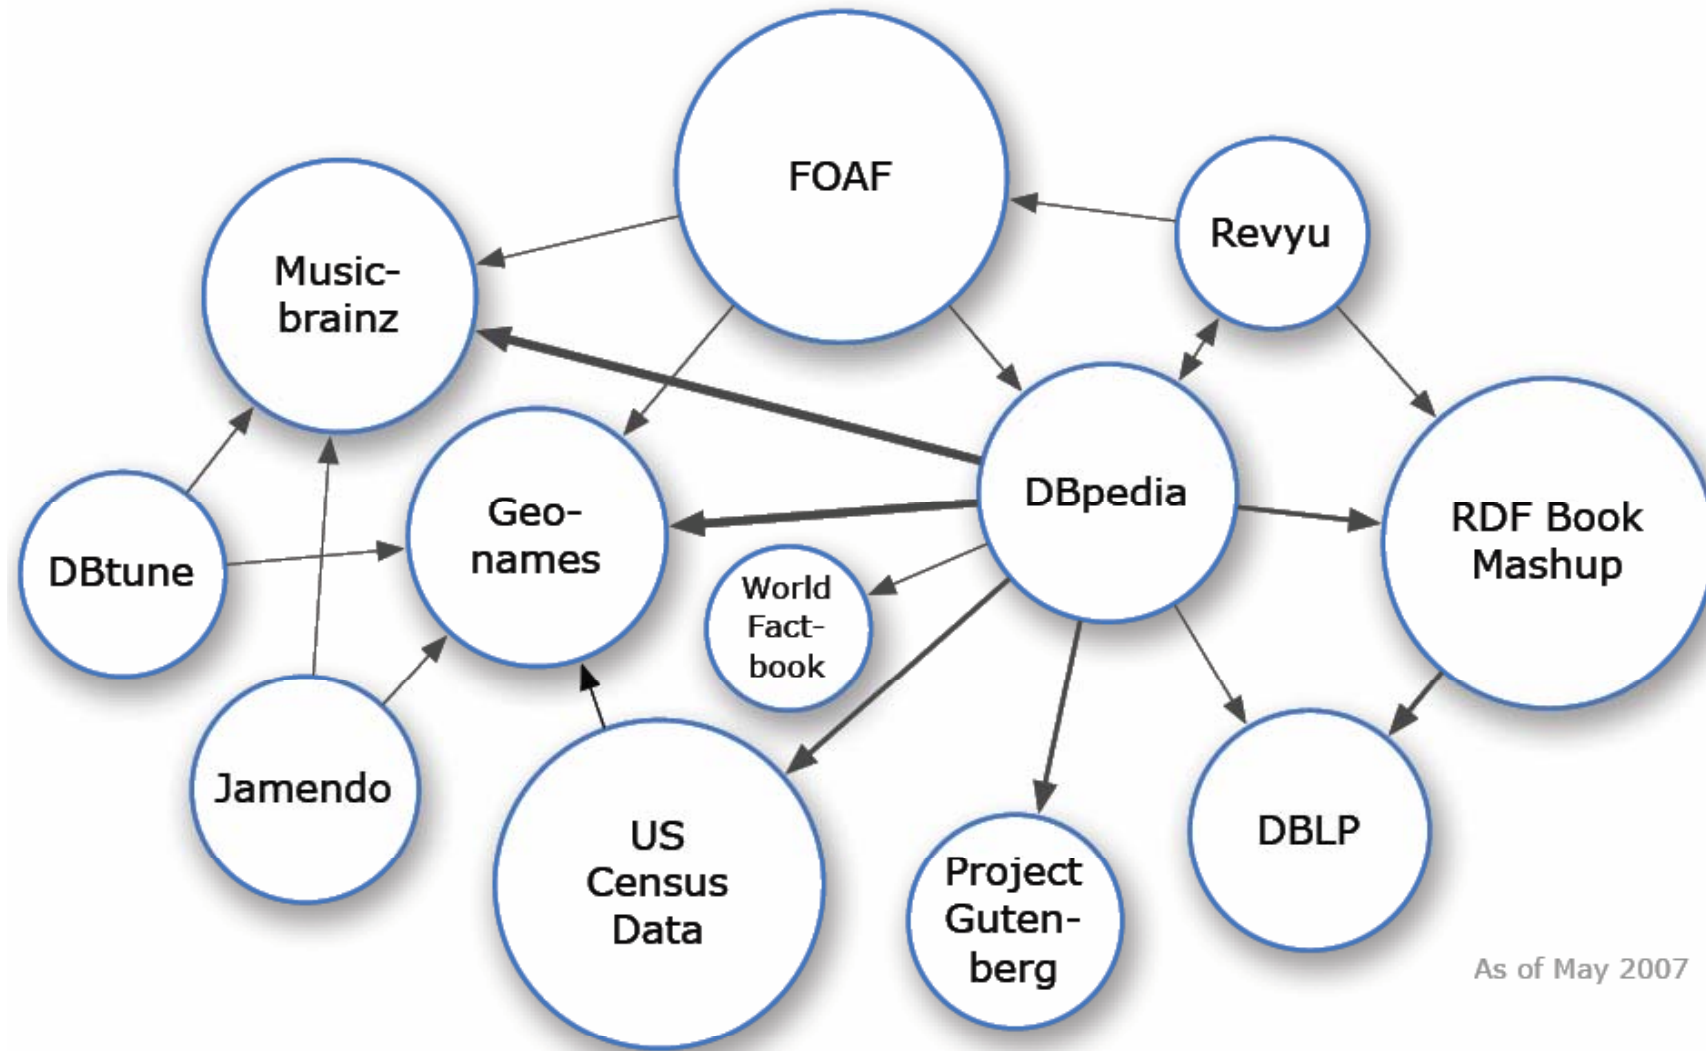 FOAF
Revyu
Music-
brainz
DBpedia
Geo-
names
RDF Book
Mashup
DBtune
World
Fact-
book
Jamendo
US
Census
Data
DBLP
Project
Guten-
berg
As of May 2007